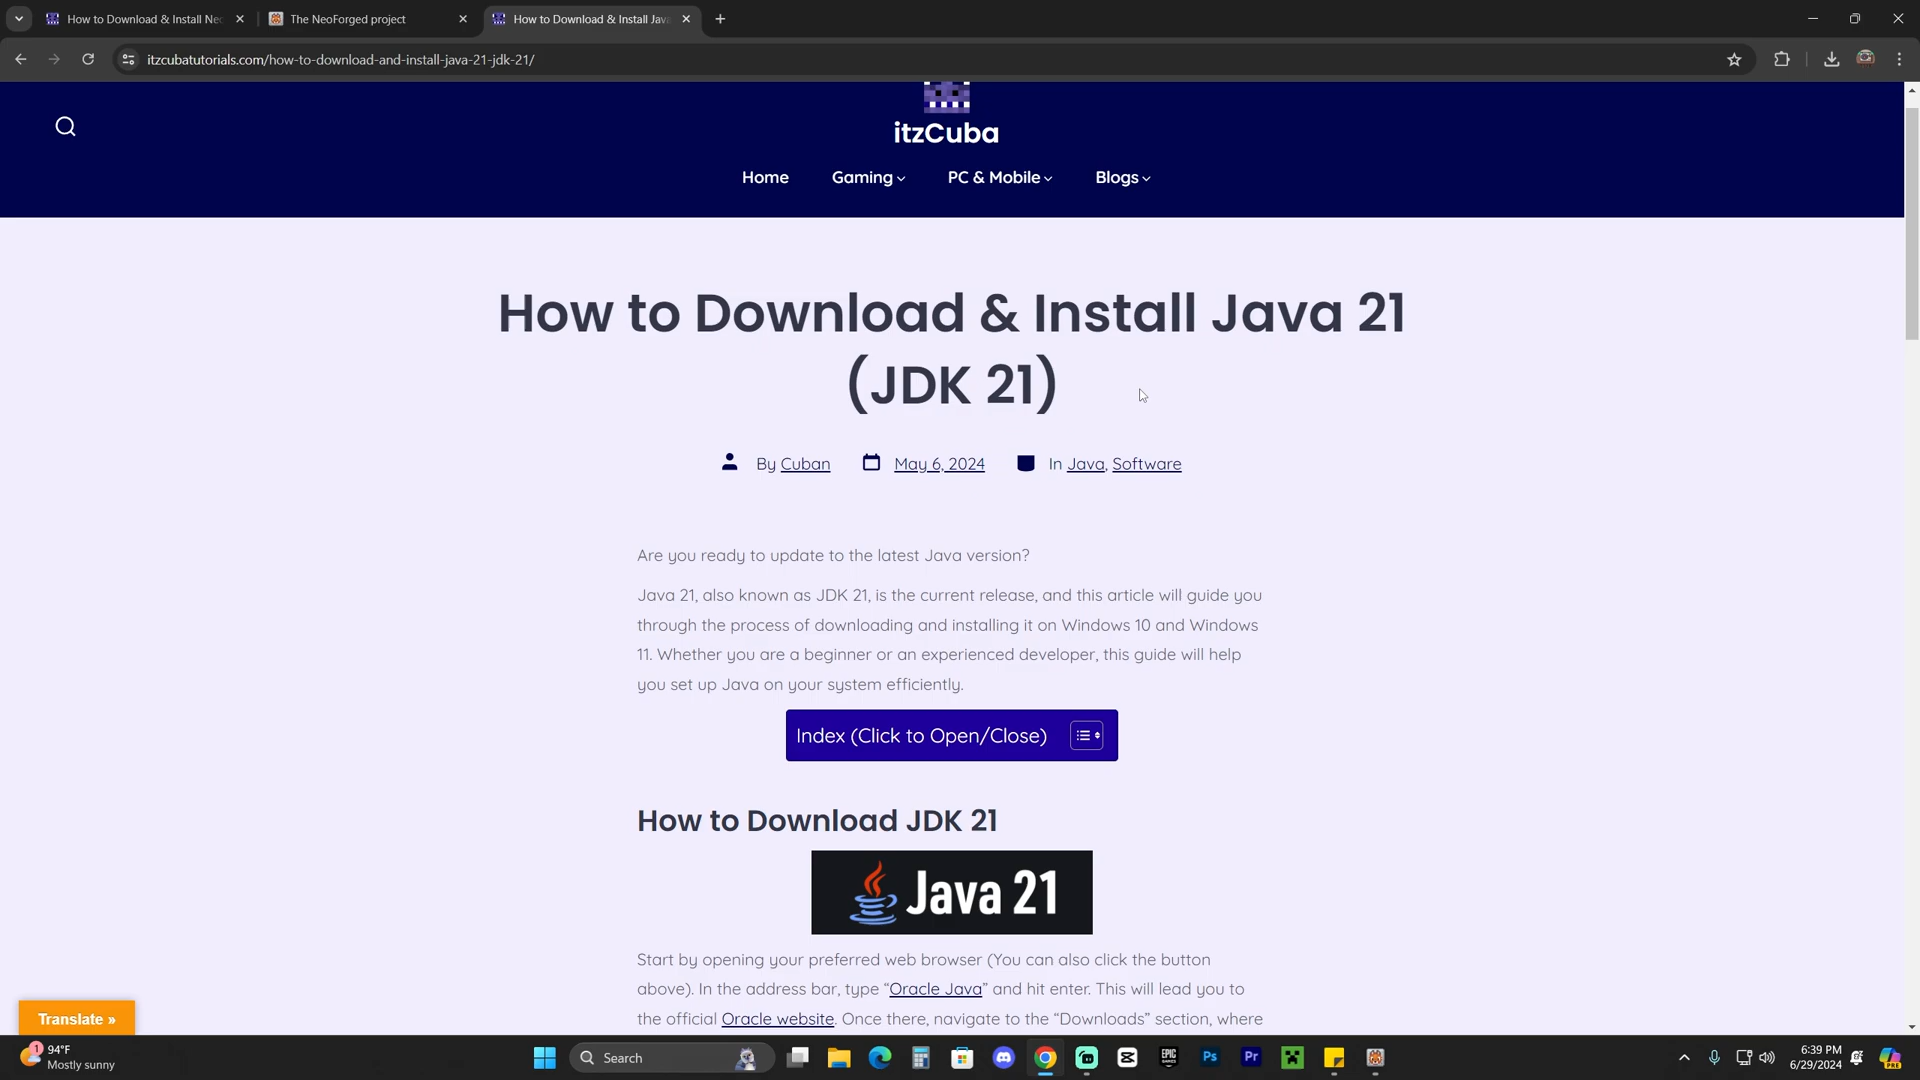 How to Download & Install Neo
The NeoForged project
How to Download & Install Java
itzcubatutorials.com/how-to-download-and-install-java-21-jdk-21/
itzCuba
Home
Gaming
PC & Mobile
Blogs
How to Download & Install Java 21
(JDK 21)
By Cuban
May 6, 2024
In Java, Software
Are you ready to update to the latest Java version?
Java 21, also known as JDK 21, is the current release, and this article will guide you
through the process of downloading and installing it on Windows 10 and Windows
11. Whether you are a beginner or an experienced developer, this guide will help
you set up Java on your system efficiently.
Index (Click to Open/Close)
How to Download JDK 21
Java 21
Start by opening your preferred web browser (You can also click the button
above). In the address bar, type “Oracle Java” and hit enter. This will lead you to
the official Oracle website. Once there, navigate to the “Downloads” section, where
Translate »
1
94°F
Mostly sunny
Search
EPIC
GAMES
Ps
Pr
6:39 PM
6/29/2024
PRE